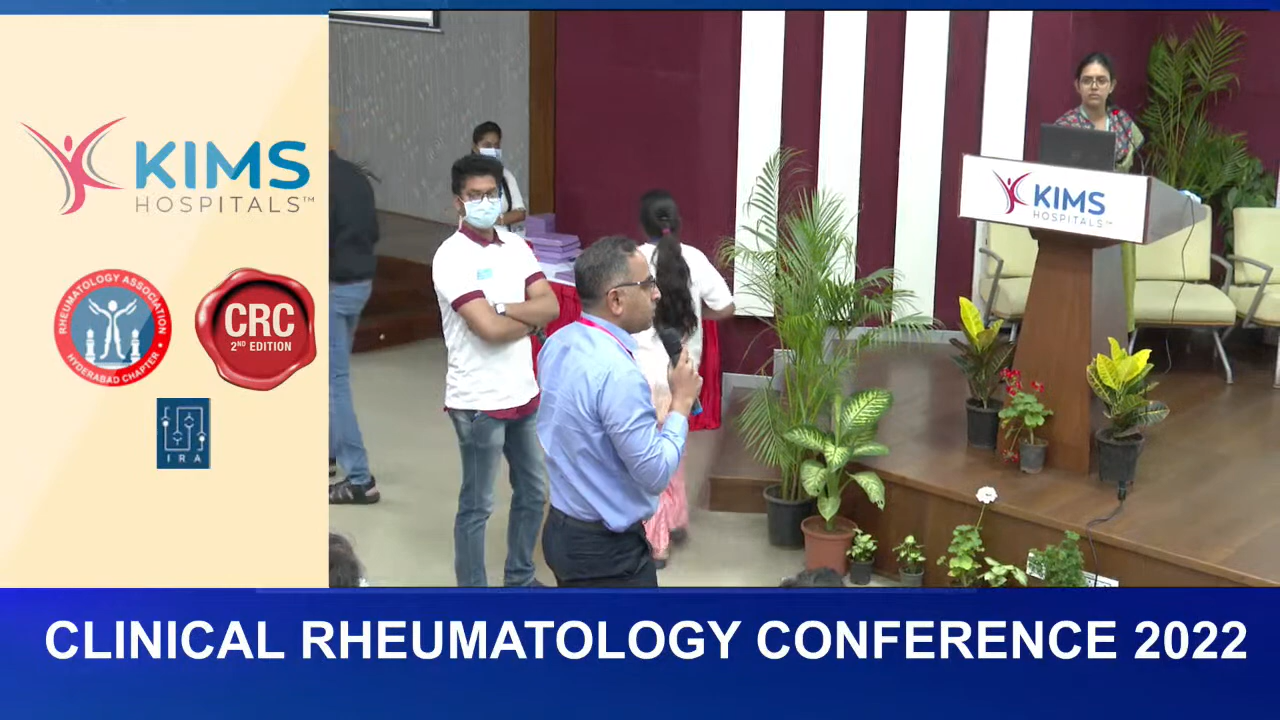 KIMS
HOSPITALS™
RHEUMATOLOGY ASSOCIATION
HYDERABAD CHAPTER
CRC
2ND EDITION
IRA
KIMS
HOSPITALS™
CLINICAL RHEUMATOLOGY CONFERENCE 2022